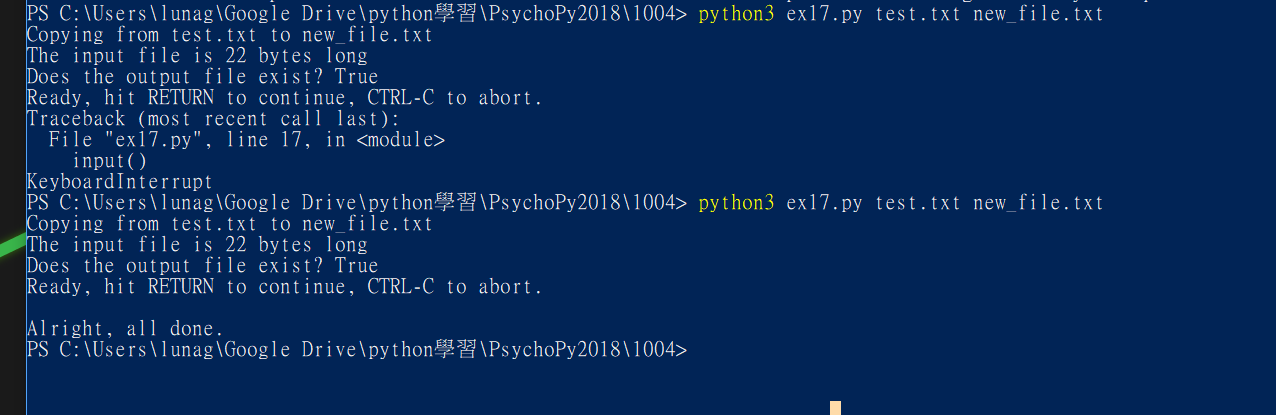 PS C:\Users\lunag\Google Drive\python學習\PsychoPy2018\1004> python3 ex17.py test.txt new_file.txt
Copying from test.txt to new_file.txt
The input file is 22 bytes long
Does the output file exist? True
Ready, hit RETURN to continue, CTRL-C to abort.
Traceback (most recent call last):
  File "ex17.py", line 17, in <module>
    input()
KeyboardInterrupt
PS C:\Users\lunag\Google Drive\python學習\PsychoPy2018\1004> python3 ex17.py test.txt new_file.txt
Copying from test.txt to new_file.txt
The input file is 22 bytes long
Does the output file exist? True
Ready, hit RETURN to continue, CTRL-C to abort.
Alright, all done.
PS C:\Users\lunag\Google Drive\python學習\PsychoPy2018\1004>